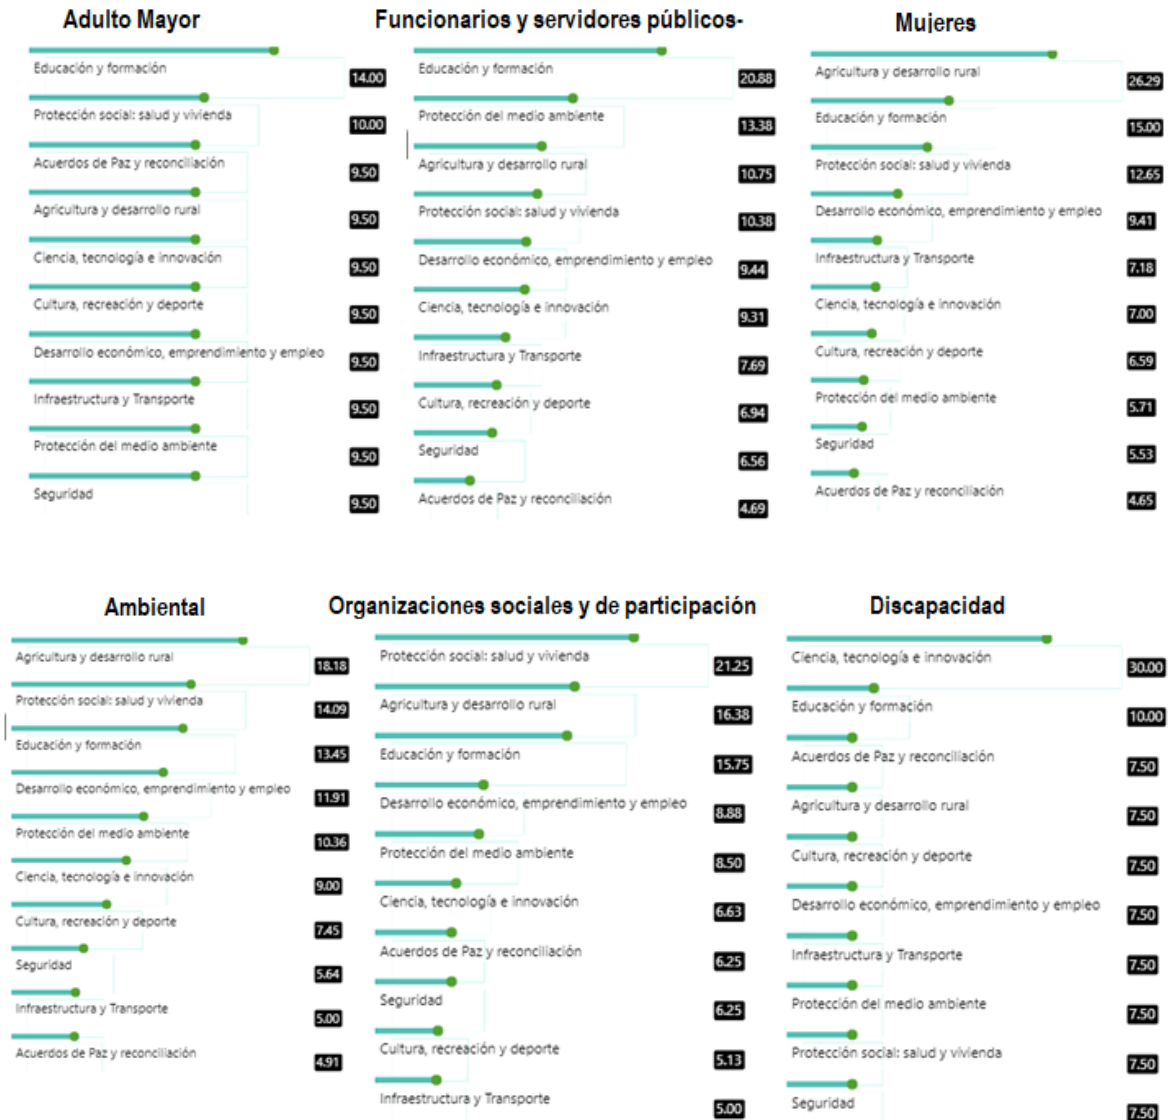 Adulto Mayor
Educación y formación
14.00
Protección social: salud y vivienda
10.00
Acuerdos de Paz y reconciliación
9.50
Agricultura y desarrollo rural
9.50
Ciencia, tecnología e innovación
9.50
Cultura, recreación y deporte
9.50
Desarrollo económico, emprendimiento y empleo
9.50
Infraestructura y Transporte
9.50
Protección del medio ambiente
9.50
Seguridad
9.50
Funcionarios y servidores públicos-
Educación y formación
20.88
Protección del medio ambiente
13.38
Agricultura y desarrollo rural
10.75
Protección social: salud y vivienda
10.38
Desarrollo económico, emprendimiento y empleo
9.44
Ciencia, tecnología e innovación
9.31
Infraestructura y Transporte
7.69
Cultura, recreación y deporte
6.94
Seguridad
6.56
Acuerdos de Paz y reconciliación
4.69
Mujeres
Agricultura y desarrollo rural
26.29
Educación y formación
15.00
Protección social: salud y vivienda
12.65
Desarrollo económico, emprendimiento y empleo
9.41
Infraestructura y Transporte
7.18
Ciencia, tecnología e innovación
7.00
Cultura, recreación y deporte
6.59
Protección del medio ambiente
5.71
Seguridad
5.53
Acuerdos de Paz y reconciliación
4.65
Ambiental
Agricultura y desarrollo rural
18.18
Protección social: salud y vivienda
14.09
Educación y formación
13.45
Desarrollo económico, emprendimiento y empleo
11.91
Protección del medio ambiente
10.36
Ciencia, tecnología e innovación
9.00
Cultura, recreación y deporte
7.45
Seguridad
5.64
Infraestructura y Transporte
5.00
Acuerdos de Paz y reconciliación
4.91
Organizaciones sociales y de participación
Protección social: salud y vivienda
21.25
Agricultura y desarrollo rural
16.38
Educación y formación
15.75
Desarrollo económico, emprendimiento y empleo
8.88
Protección del medio ambiente
8.50
Ciencia, tecnología e innovación
6.63
Acuerdos de Paz y reconciliación
6.25
Seguridad
6.25
Cultura, recreación y deporte
5.13
Infraestructura y Transporte
5.00
Discapacidad
Ciencia, tecnología e innovación
30.00
Educación y formación
10.00
Acuerdos de Paz y reconciliación
7.50
Agricultura y desarrollo rural
7.50
Cultura, recreación y deporte
7.50
Desarrollo económico, emprendimiento y empleo
7.50
Infraestructura y Transporte
7.50
Protección del medio ambiente
7.50
Protección social: salud y vivienda
7.50
Seguridad
7.50